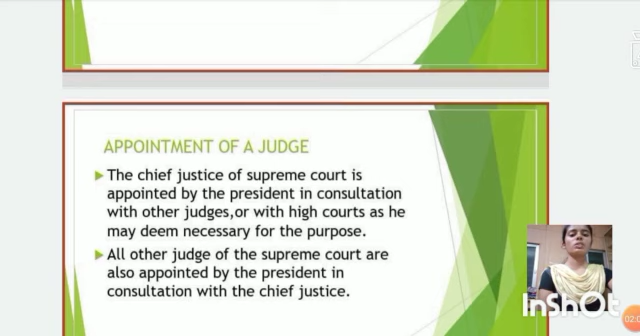 APPOINTMENT OF A JUDGE
The chief justice of supreme court is
appointed by the president in consultation
with other judges,or with high courts as he
may deem necessary for the purpose.
All other judge of the supreme court are
also appointed by the president in
consultation with the chief justice.
InShOt